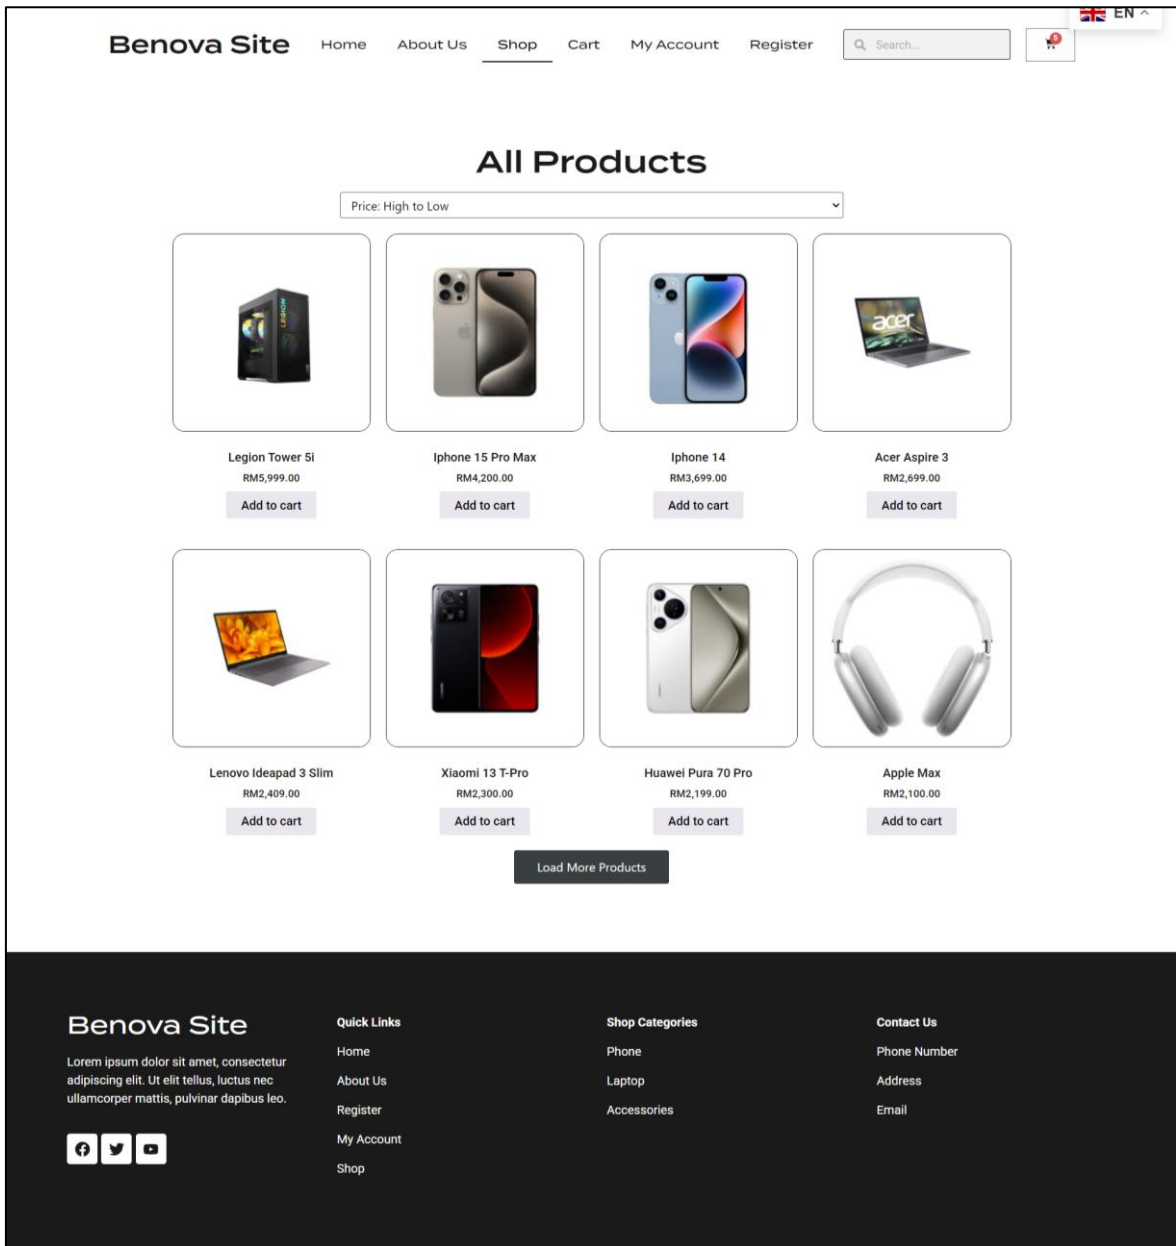 EN
Benova Site
Home
About Us
Shop
Cart
My Account
Register
Search...
All Products
Price: High to Low
LEGION
acer
Legion Tower 5i
Iphone 15 Pro Max
Iphone 14
Acer Aspire 3
RM5,999.00
RM4,200.00
RM3,699.00
RM2,699.00
Add to cart
Add to cart
Add to cart
Add to cart
Lenovo Ideapad 3 Slim
Xiaomi 13 T-Pro
Huawei Pura 70 Pro
Apple Max
RM2,409.00
RM2,300.00
RM2,199.00
RM2,100.00
Add to cart
Add to cart
Add to cart
Add to cart
Load More Products
Benova Site
Lorem ipsum dolor sit amet, consectetur
adipiscing elit. Ut elit tellus, luctus nec
ullamcorper mattis, pulvinar dapibus leo.
Quick Links
Home
About Us
Register
My Account
Shop
Shop Categories
Phone
Laptop
Accessories
Contact Us
Phone Number
Address
Email